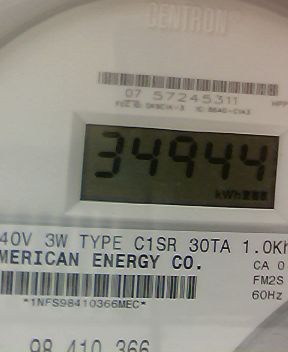 CENTRON
07 57245311
34944
kWh
40V 3W TYPE C1SR 30TA 1.0Kh
MERICAN ENERGY CO.
CA 0
FM2S
60Hz
*1NFS98410366MEC*
98 410 366